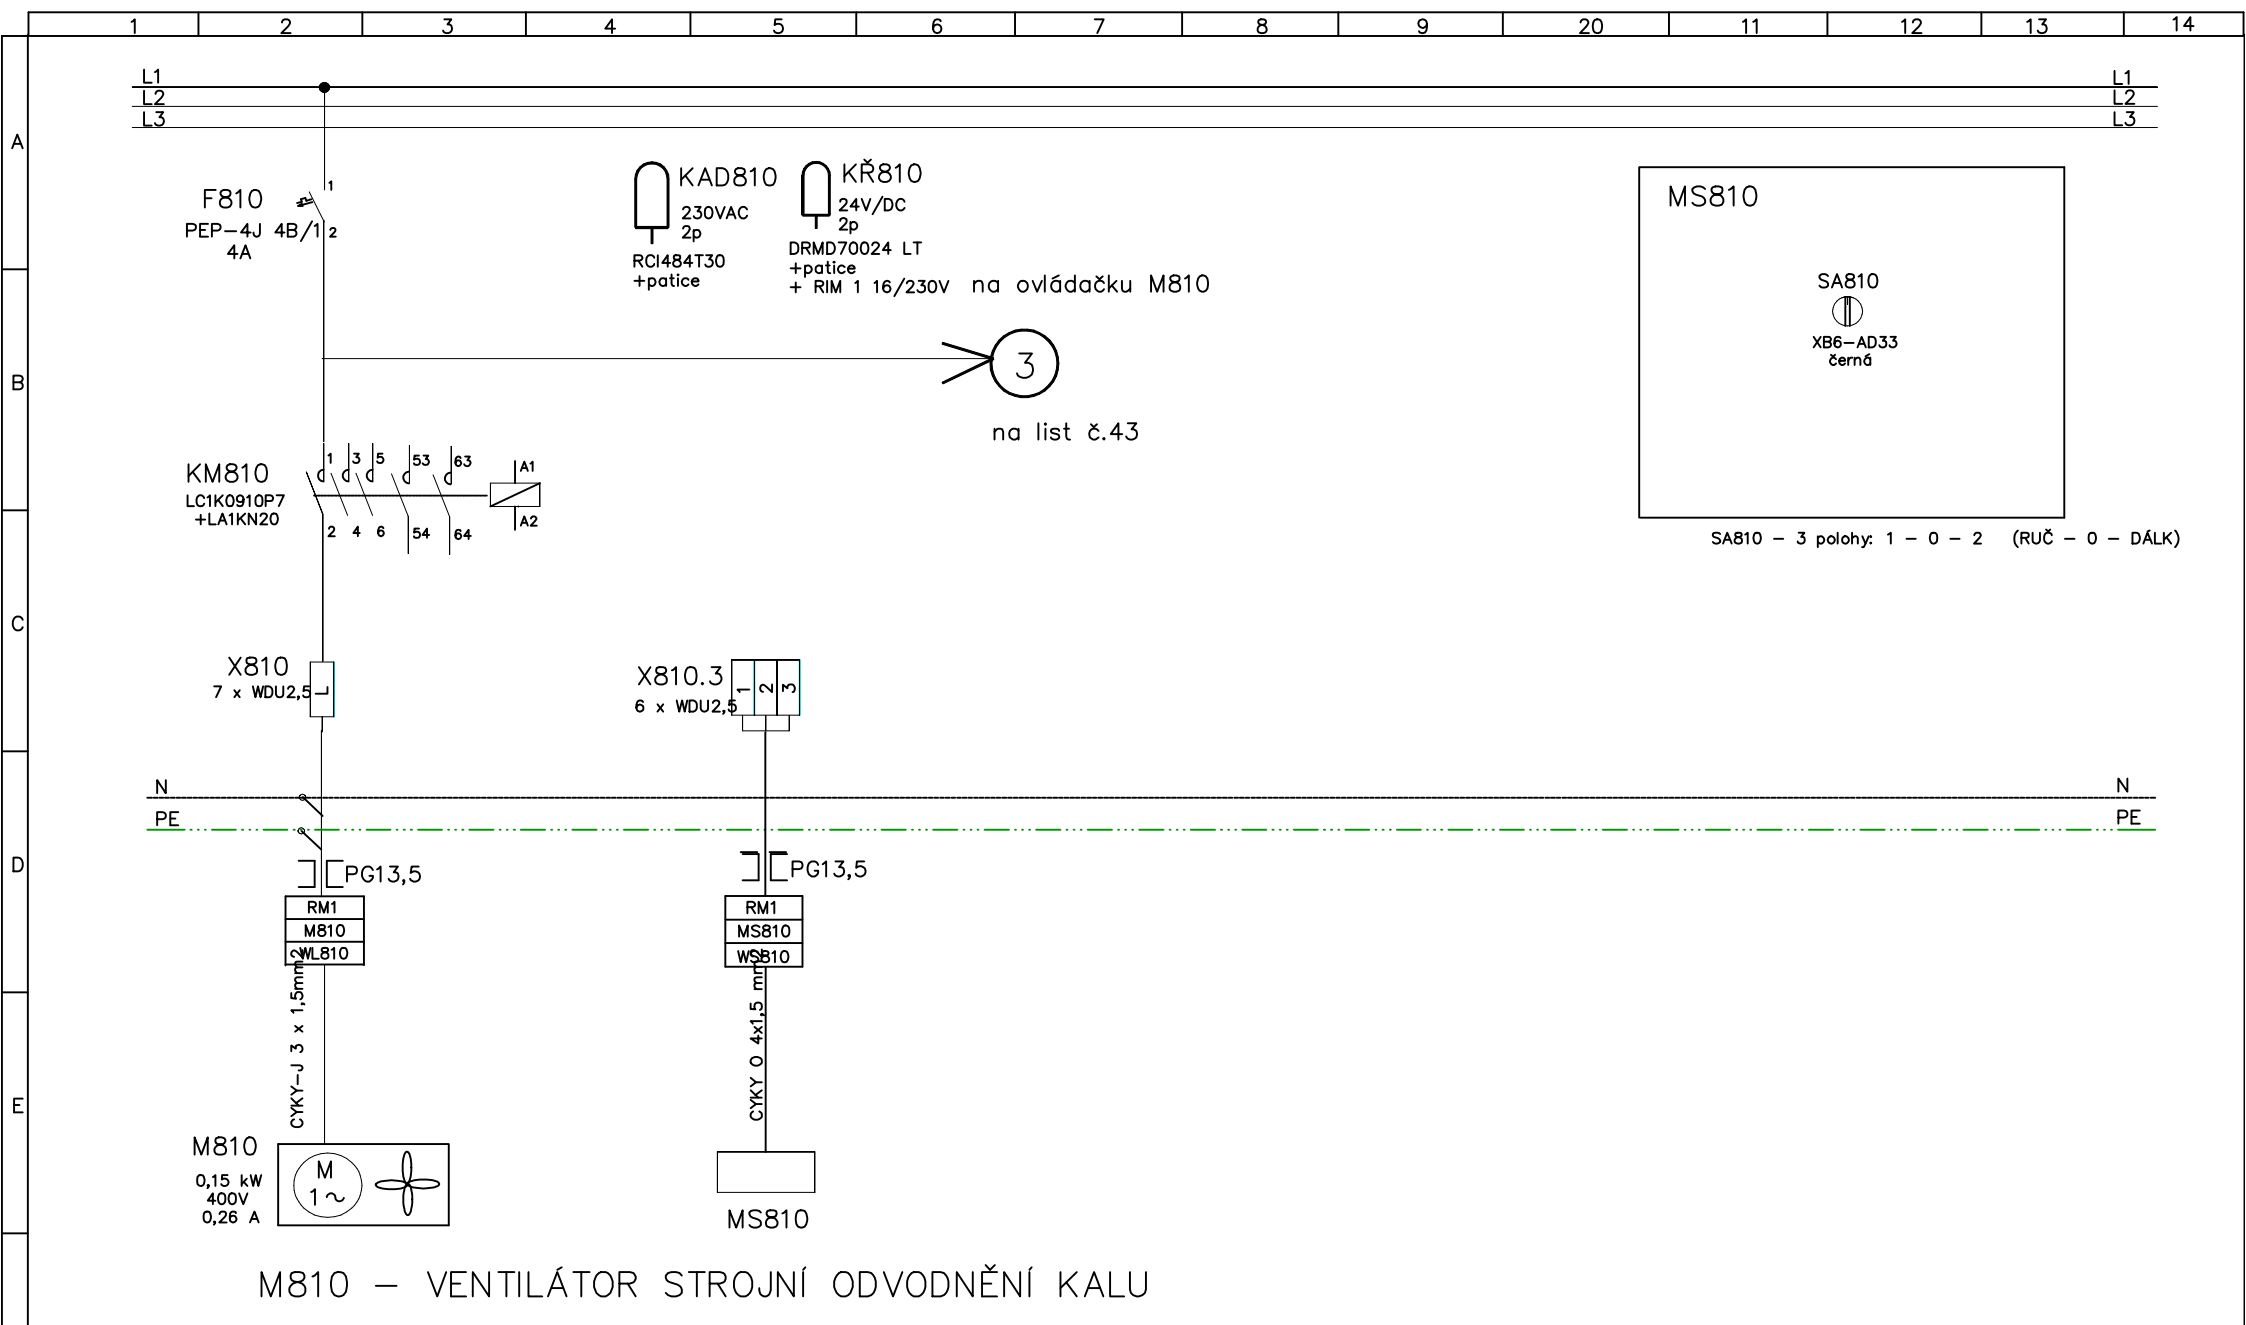 1 2 3 4 5 6 7 8 9 20 11 12 13 14
A
B
C
D
E
L1 L1
L2 L2
L3 L3
F810
PEP-4J 4B/1
4A
1
2
KAD810
230VAC
2p
RCI484T30
+patice
KŘ810
24V/DC
2p
DRMD70024 LT
+patice
+ RIM 1 16/230V na ovládačku M810
3
na list č.43
MS810
SA810
XB6-AD33
černá
SA810 - 3 polohy: 1 - 0 - 2 (RUČ - 0 - DÁLK)
KM810
LC1K0910P7
+LA1KN20
1 3 5 53 63 A1
2 4 6 54 64 A2
X810
7 x WDU2,5
L
X810.3
6 x WDU2,5
1 2 3
N N
PE PE
PG13,5
RM1
M810
WL810
CYKY-J 3 x 1,5mm2
PG13,5
RM1
MS810
WS810
CYKY O 4x1,5 mm2
M810
0,15 kW
400V
0,26 A
M
1~
MS810
M810 - VENTILÁTOR STROJNÍ ODVODNĚNÍ KALU